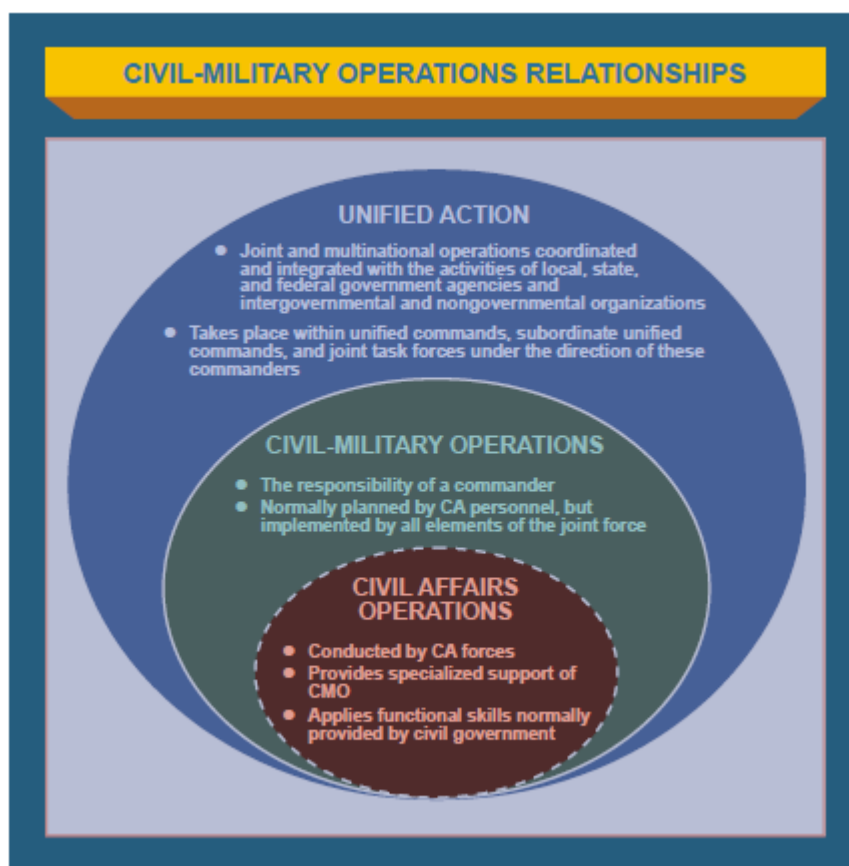 CIVIL-MILITARY OPERATIONS RELATIONSHIPS
UNIFIED ACTION
● Joint and multinational operations coordinated
and integrated with the activities of local, state,
and federal government agencies and
intergovernmental and nongovernmental organizations
● Takes place within unified commands, subordinate unified
commands, and joint task forces under the direction of these
commanders
CIVIL-MILITARY OPERATIONS
● The responsibility of a commander
● Normally planned by CA personnel, but
implemented by all elements of the joint force
CIVIL AFFAIRS
OPERATIONS
● Conducted by CA forces
● Provides specialized support of
CMO
● Applies functional skills normally
provided by civil government